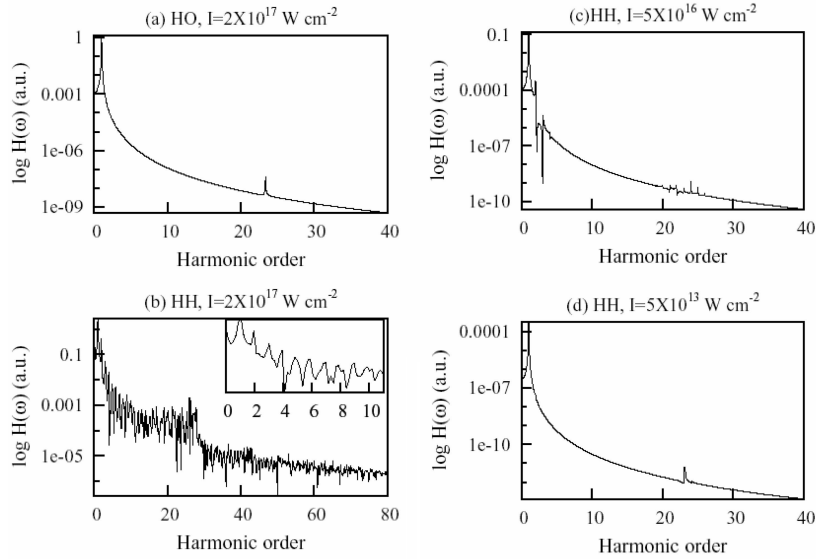 (a) HO, I=2X10^17 W cm^-2
1
0.001
1e-06
1e-09
log H(ω) (a.u.)
0 10 20 30 40
Harmonic order
(c)HH, I=5X10^16 W cm^-2
0.1
0.0001
1e-07
1e-10
log H(ω) (a.u.)
0 10 20 30 40
Harmonic order
(b) HH, I=2X10^17 W cm^-2
0.1
0.001
1e-05
log H(ω) (a.u.)
0 2 4 6 8 10
0 20 40 60 80
Harmonic order
(d) HH, I=5X10^13 W cm^-2
0.0001
1e-07
1e-10
log H(ω) (a.u.)
0 10 20 30 40
Harmonic order